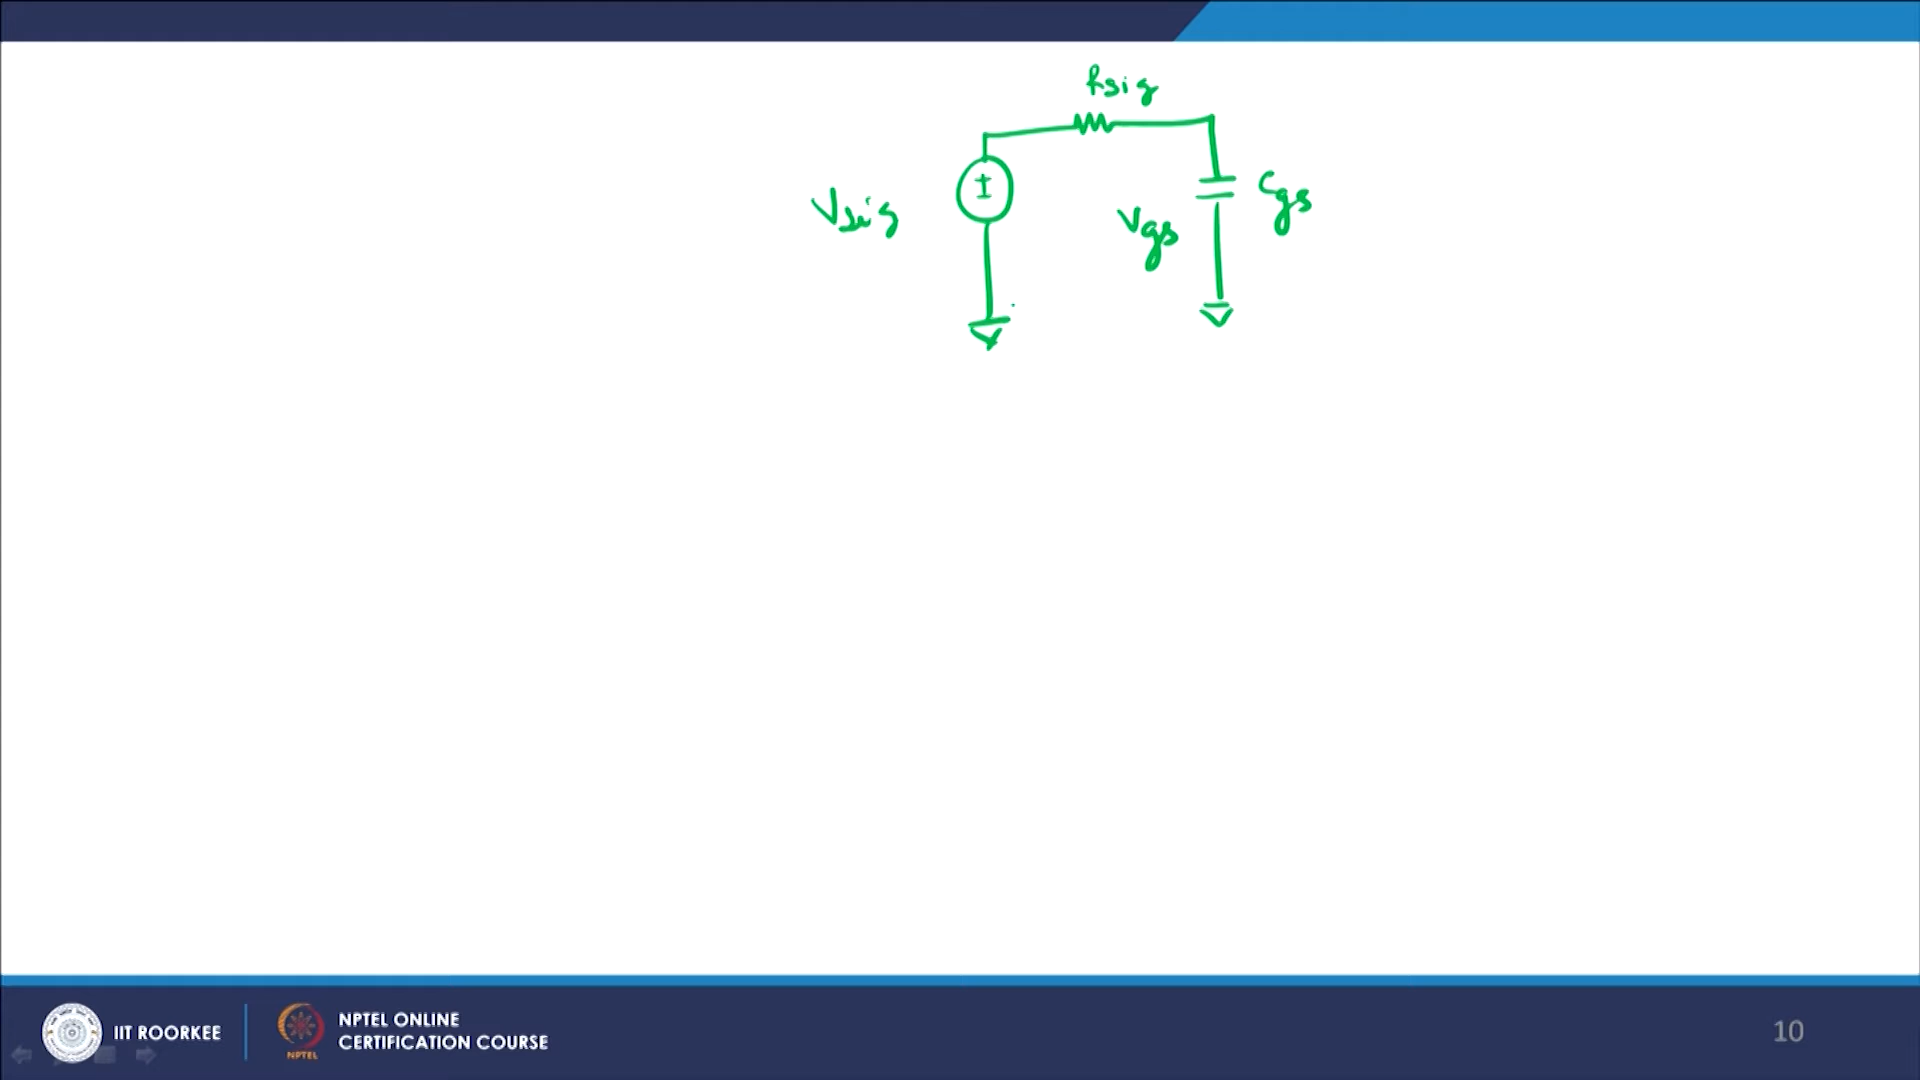 Rsig
Vsig
Vgs
Cgs
IIT ROORKEE
NPTEL
NPTEL ONLINE
CERTIFICATION COURSE
10